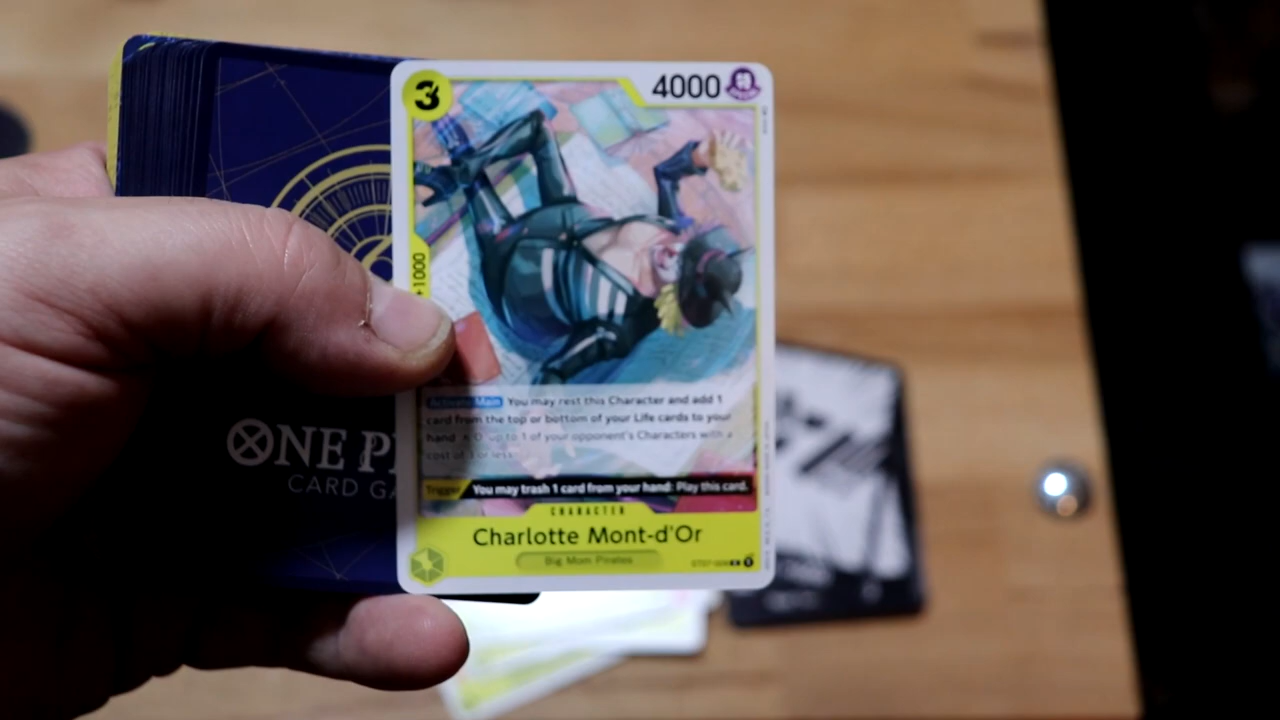 3
4000
+1000
Activate: Main You may rest this Character and add 1
card from the top or bottom of your Life cards to your
hand: K.O. up to 1 of your opponent's Characters with a
cost of 3 or less.
Trigger You may trash 1 card from your hand: Play this card.
CHARACTER
Charlotte Mont-d'Or
Big Mom Pirates
ONE PI
CARD GA